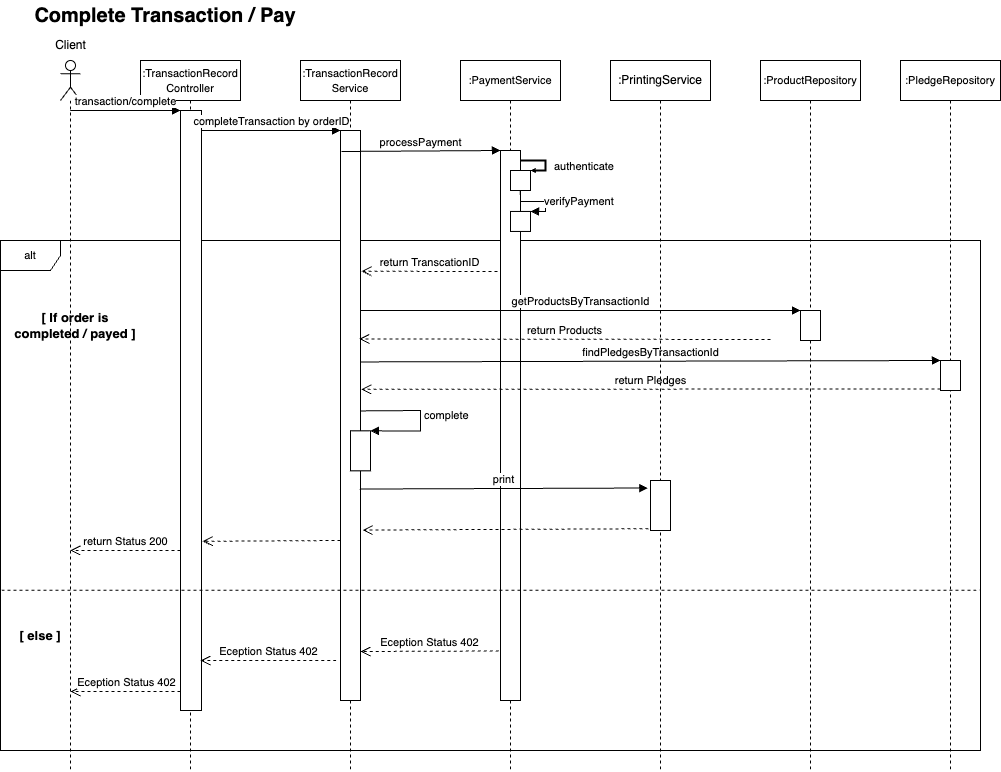 Complete Transaction / Pay
Client
:TransactionRecord
Controller
:TransactionRecord
Service
:PaymentService
:PrintingService
:ProductRepository
:PledgeRepository
transaction/complete
completeTransaction by orderID
processPayment
authenticate
verifyPayment
alt
return TranscationID
[ If order is
completed / payed ]
getProductsByTransactionId
return Products
findPledgesByTransactionId
return Pledges
complete
print
return Status 200
[ else ]
Eception Status 402
Eception Status 402
Eception Status 402